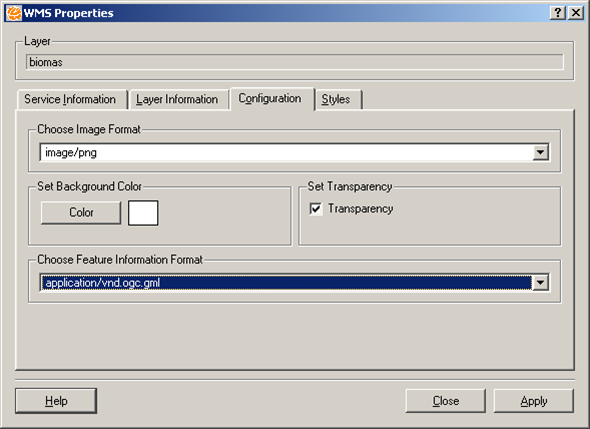 WMS Properties
Layer
biomas
Service Information Layer Information Configuration Styles
Choose Image Format
image/png
Set Background Color Set Transparency
Color Transparency
Choose Feature Information Format
application/vnd.ogc.gml
Help Close Apply